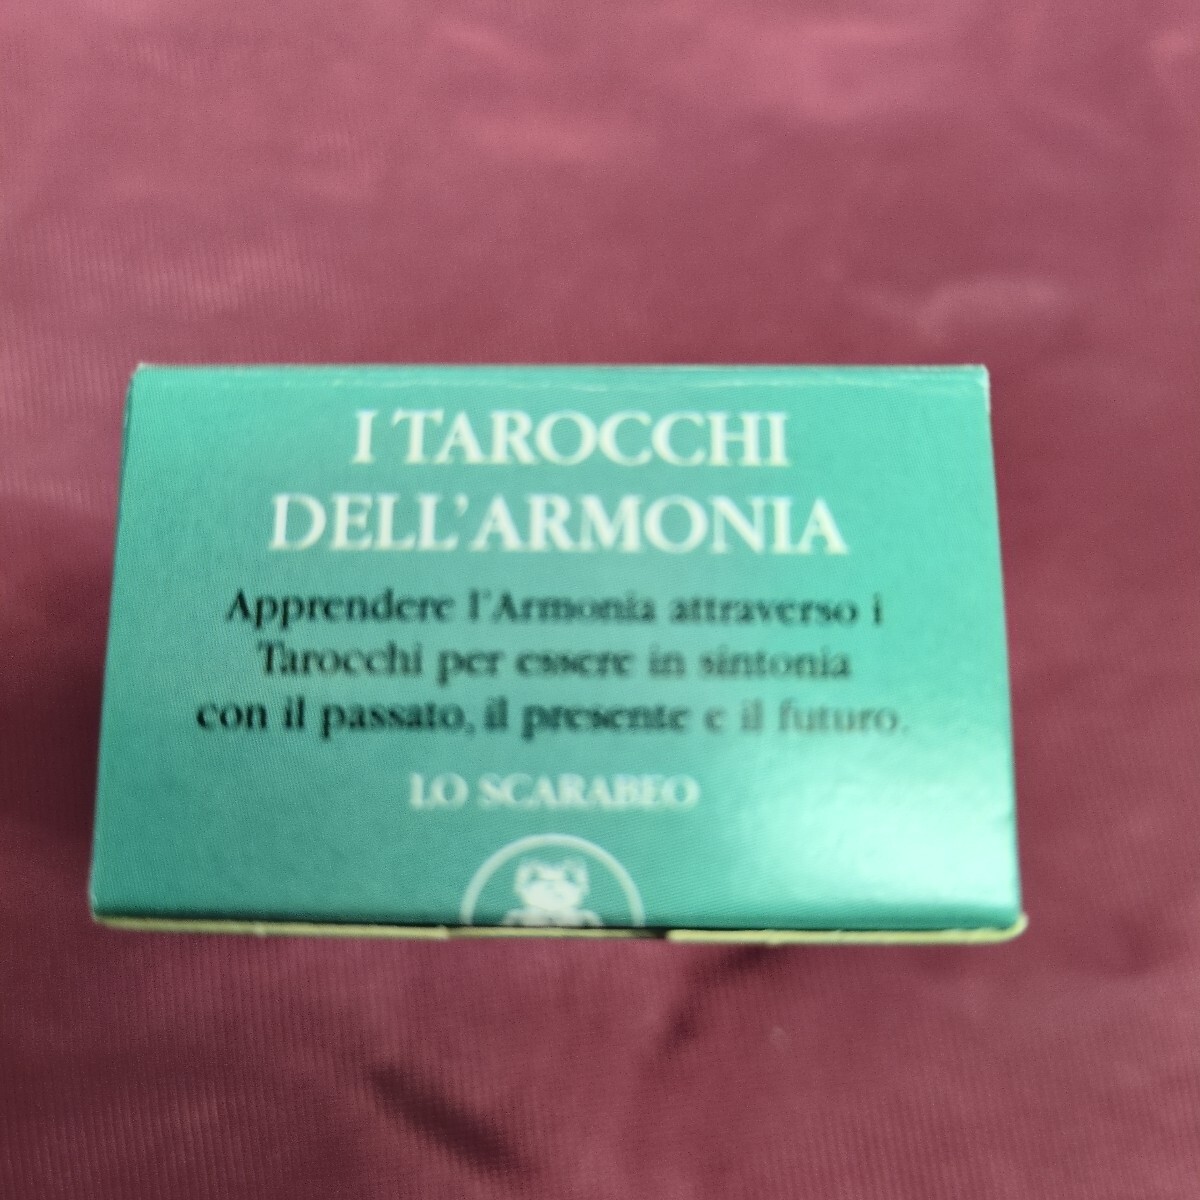 I TAROCCHI
DELL'ARMONIA
Apprendere l'Armonia attraverso i
Tarocchi per essere in sintonia
con il passato, il presente e il futuro.
LO SCARABEO